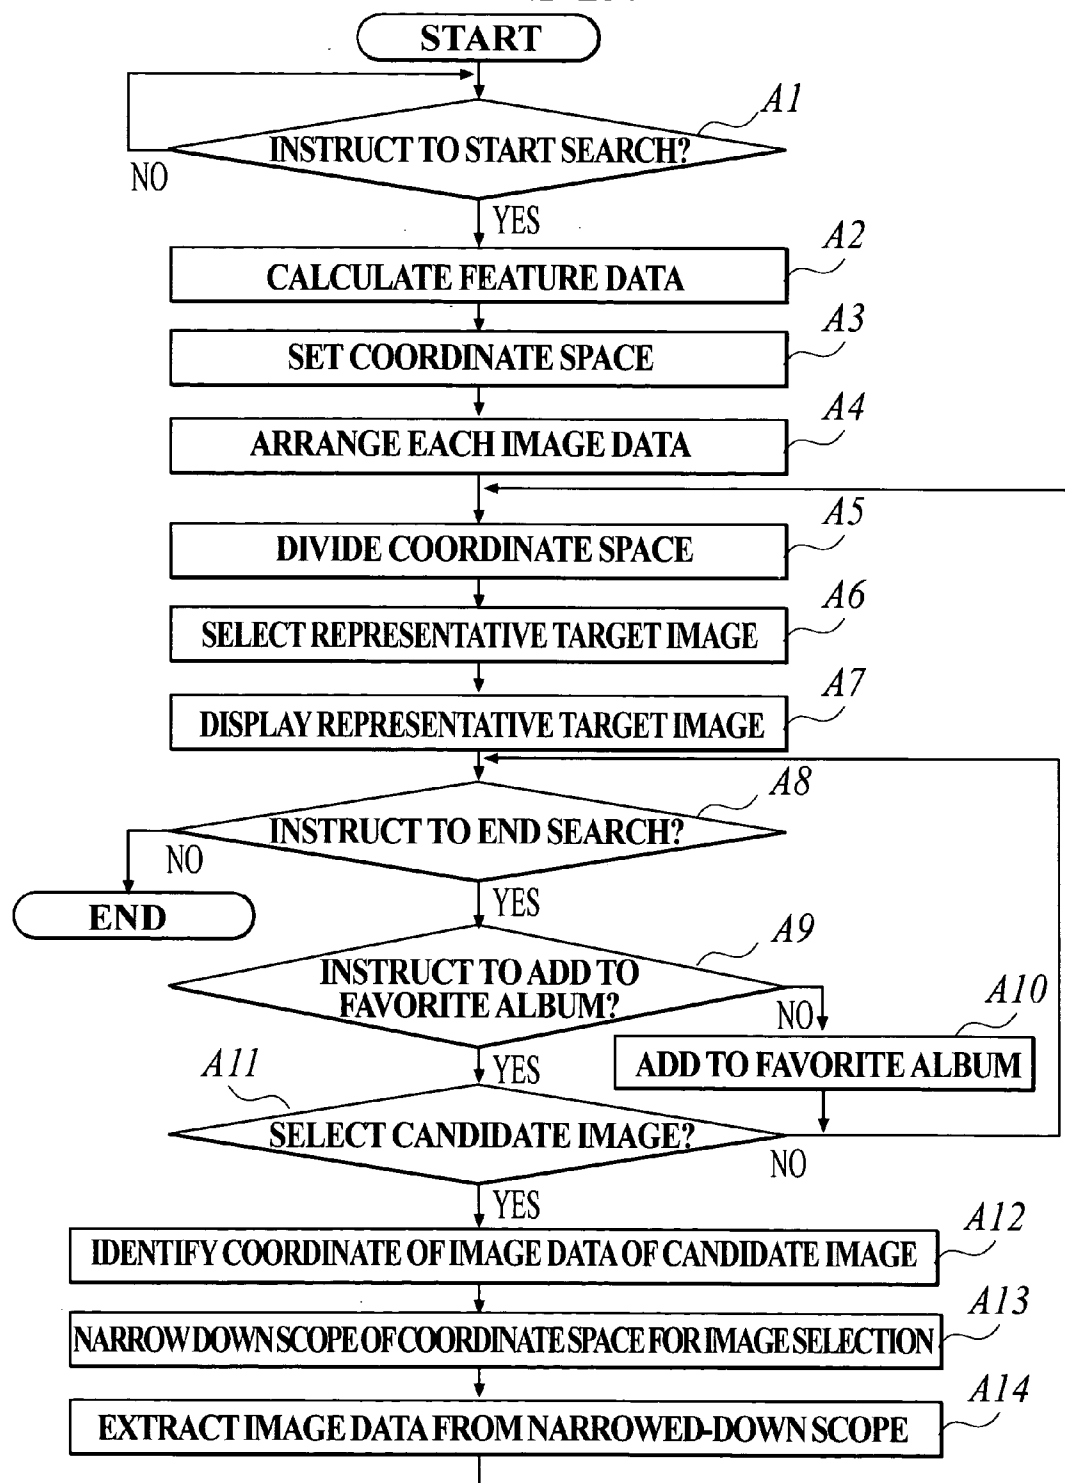 START
A1
INSTRUCT TO START SEARCH?
NO
YES
A2
CALCULATE FEATURE DATA
A3
SET COORDINATE SPACE
A4
ARRANGE EACH IMAGE DATA
A5
DIVIDE COORDINATE SPACE
A6
SELECT REPRESENTATIVE TARGET IMAGE
A7
DISPLAY REPRESENTATIVE TARGET IMAGE
A8
INSTRUCT TO END SEARCH?
NO
YES
END
A9
INSTRUCT TO ADD TO
FAVORITE ALBUM?
NO
A10
ADD TO FAVORITE ALBUM
YES
A11
SELECT CANDIDATE IMAGE?
NO
YES
A12
IDENTIFY COORDINATE OF IMAGE DATA OF CANDIDATE IMAGE
A13
NARROW DOWN SCOPE OF COORDINATE SPACE FOR IMAGE SELECTION
A14
EXTRACT IMAGE DATA FROM NARROWED-DOWN SCOPE